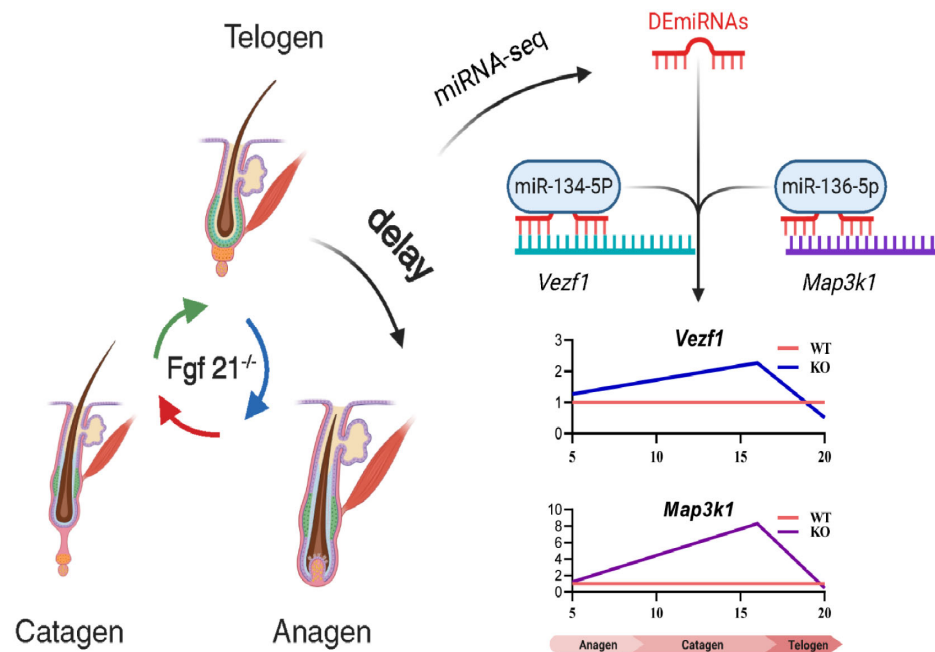 Telogen
miRNA-seq
DEmiRNAs
delay
miR-134-5P
miR-136-5p
Vezf1
Map3k1
Fgf 21-/-
Catagen
Anagen
Vezf1
WT
KO
3
2
1
0
5
10
15
20
Map3k1
WT
KO
10
8
6
4
2
0
5
10
15
20
Anagen
Catagen
Telogen